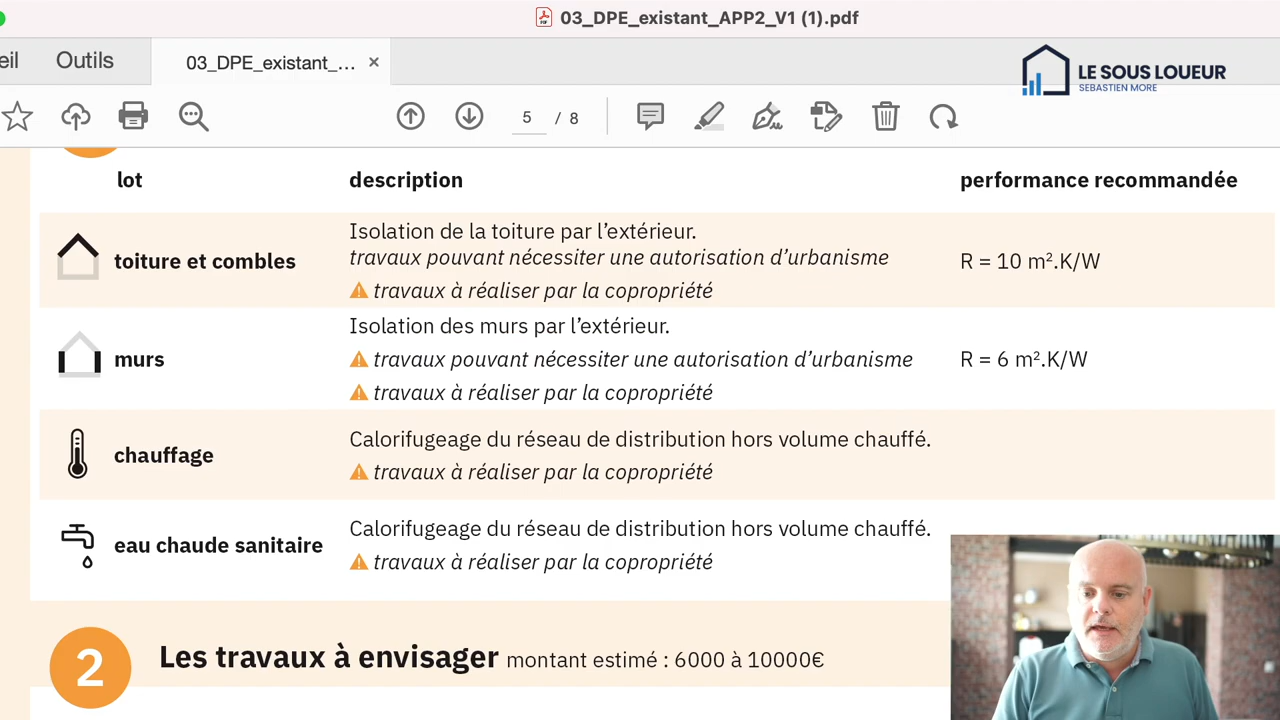 03_DPE_existant_APP2_V1 (1).pdf
eil
Outils
03_DPE_existant_... ×
LE SOUS LOUEUR
SEBASTIEN MORE
5 / 8
lot
description
performance recommandée
toiture et combles
Isolation de la toiture par l’extérieur.
travaux pouvant nécessiter une autorisation d’urbanisme
travaux à réaliser par la copropriété
R = 10 m².K/W
murs
Isolation des murs par l’extérieur.
travaux pouvant nécessiter une autorisation d’urbanisme
travaux à réaliser par la copropriété
R = 6 m².K/W
chauffage
Calorifugeage du réseau de distribution hors volume chauffé.
travaux à réaliser par la copropriété
eau chaude sanitaire
Calorifugeage du réseau de distribution hors volume chauffé.
travaux à réaliser par la copropriété
2
Les travaux à envisager montant estimé : 6000 à 10000€